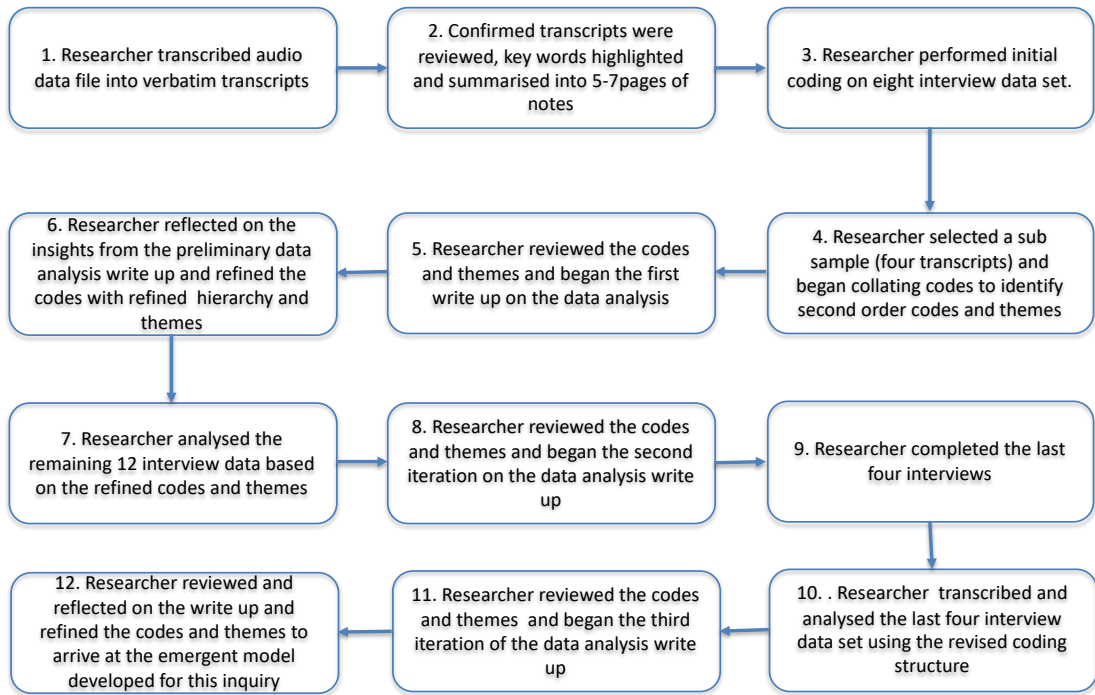 1. Researcher transcribed audio
data file into verbatim transcripts
2. Confirmed transcripts were
reviewed, key words highlighted
and summarised into 5-7pages of
notes
3. Researcher performed initial
coding on eight interview data set.
4. Researcher selected a sub
sample (four transcripts) and
began collating codes to identify
second order codes and themes
5. Researcher reviewed the codes
and themes and began the first
write up on the data analysis
6. Researcher reflected on the
insights from the preliminary data
analysis write up and refined the
codes with refined  hierarchy and
themes
7. Researcher analysed the
remaining 12 interview data based
on the refined codes and themes
8. Researcher reviewed the codes
and themes and began the second
iteration on the data analysis write
up
9. Researcher completed the last
four interviews
10. . Researcher  transcribed and
analysed the last four interview
data set using the revised coding
structure
11. Researcher reviewed the codes
and themes  and began the third
iteration of the data analysis write
up
12. Researcher reviewed and
reflected on the write up and
refined the codes and themes to
arrive at the emergent model
developed for this inquiry